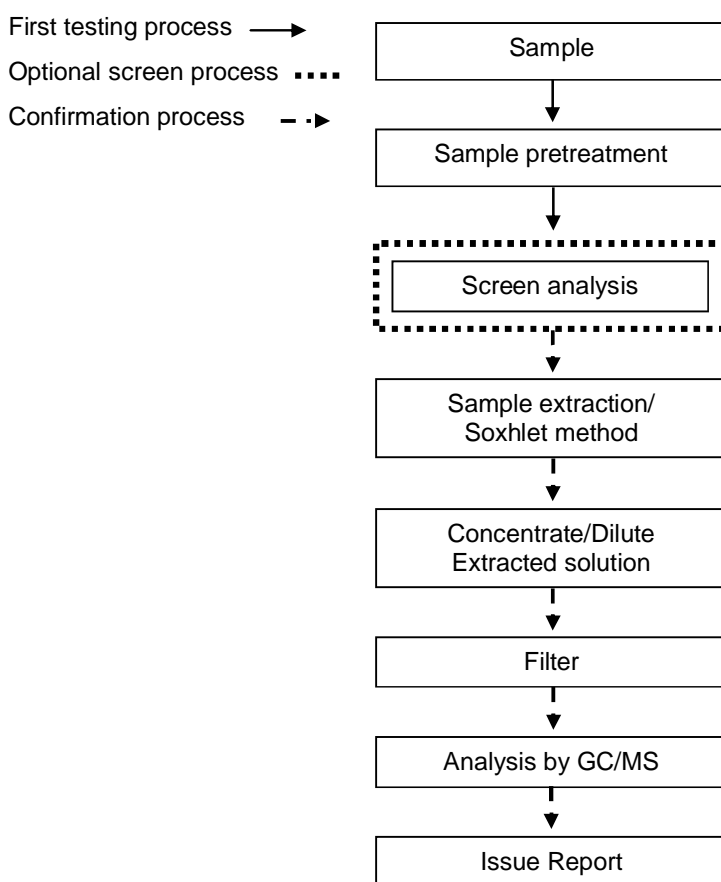 First testing process
Optional screen process
Confirmation process
Sample
Sample pretreatment
Screen analysis
Sample extraction/
Soxhlet method
Concentrate/Dilute
Extracted solution
Filter
Analysis by GC/MS
Issue Report